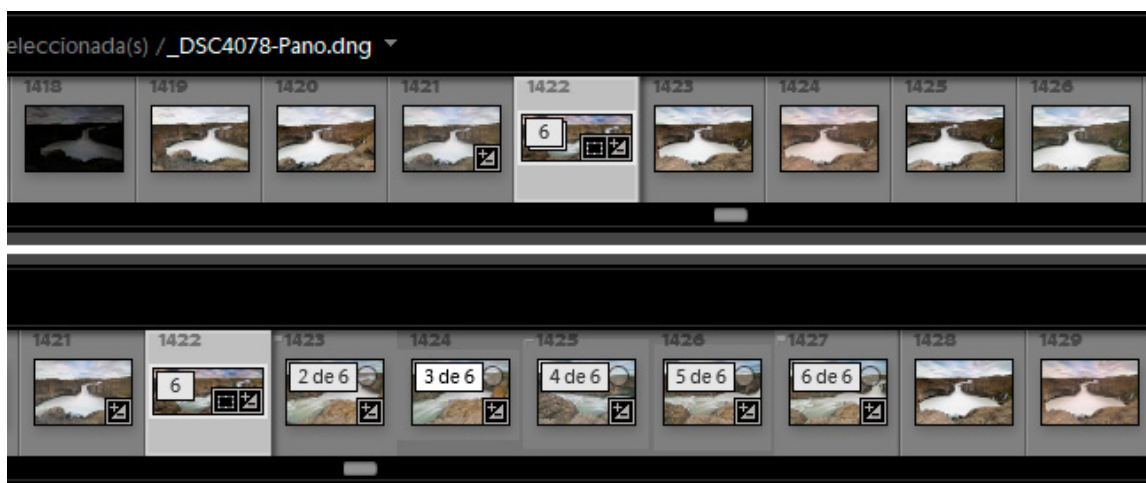 eleccionada(s) /_DSC4078-Pano.dng
1418 1419 1420 1421 1422 1423 1424 1425 1426
6
1421 1422 1423 1424 1425 1426 1427 1428 1429
6 2 de 6 3 de 6 4 de 6 5 de 6 6 de 6